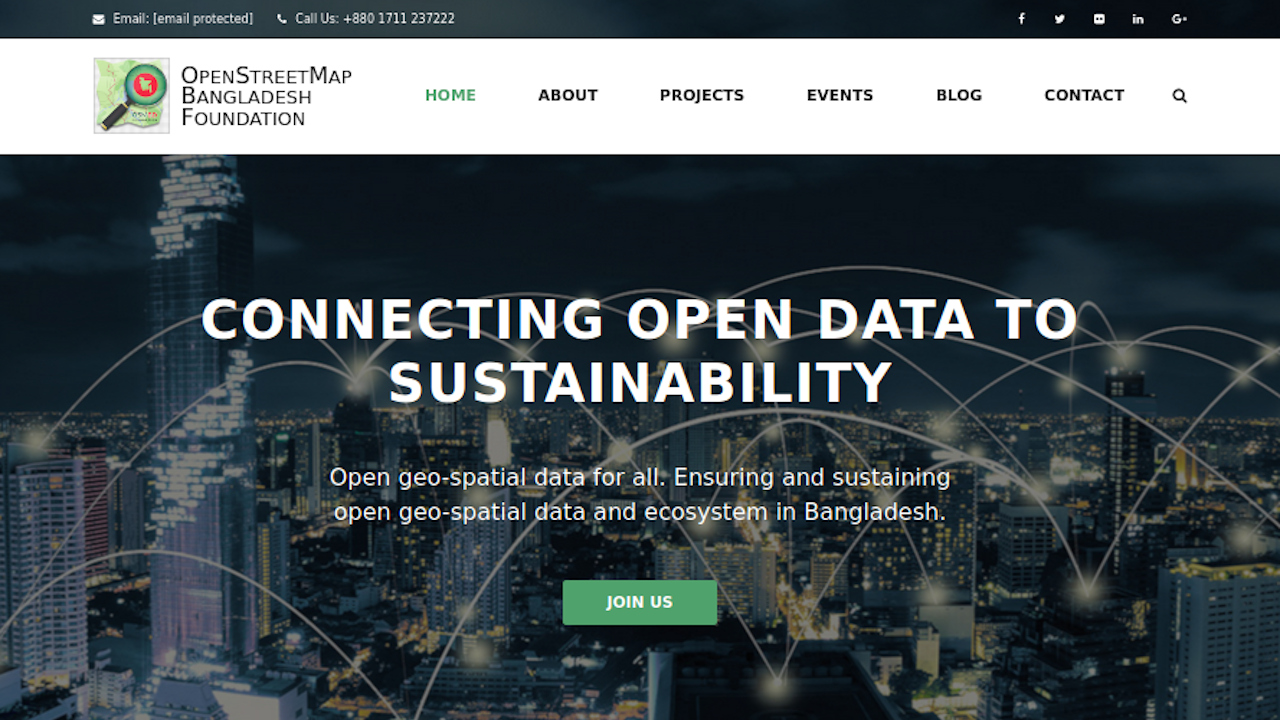 Email: [email protected]
Call Us: +880 1711 237222
OpenStreetMap
Bangladesh
Foundation
HOME
ABOUT
PROJECTS
EVENTS
BLOG
CONTACT
CONNECTING OPEN DATA TO
SUSTAINABILITY
Open geo-spatial data for all. Ensuring and sustaining
open geo-spatial data and ecosystem in Bangladesh.
JOIN US